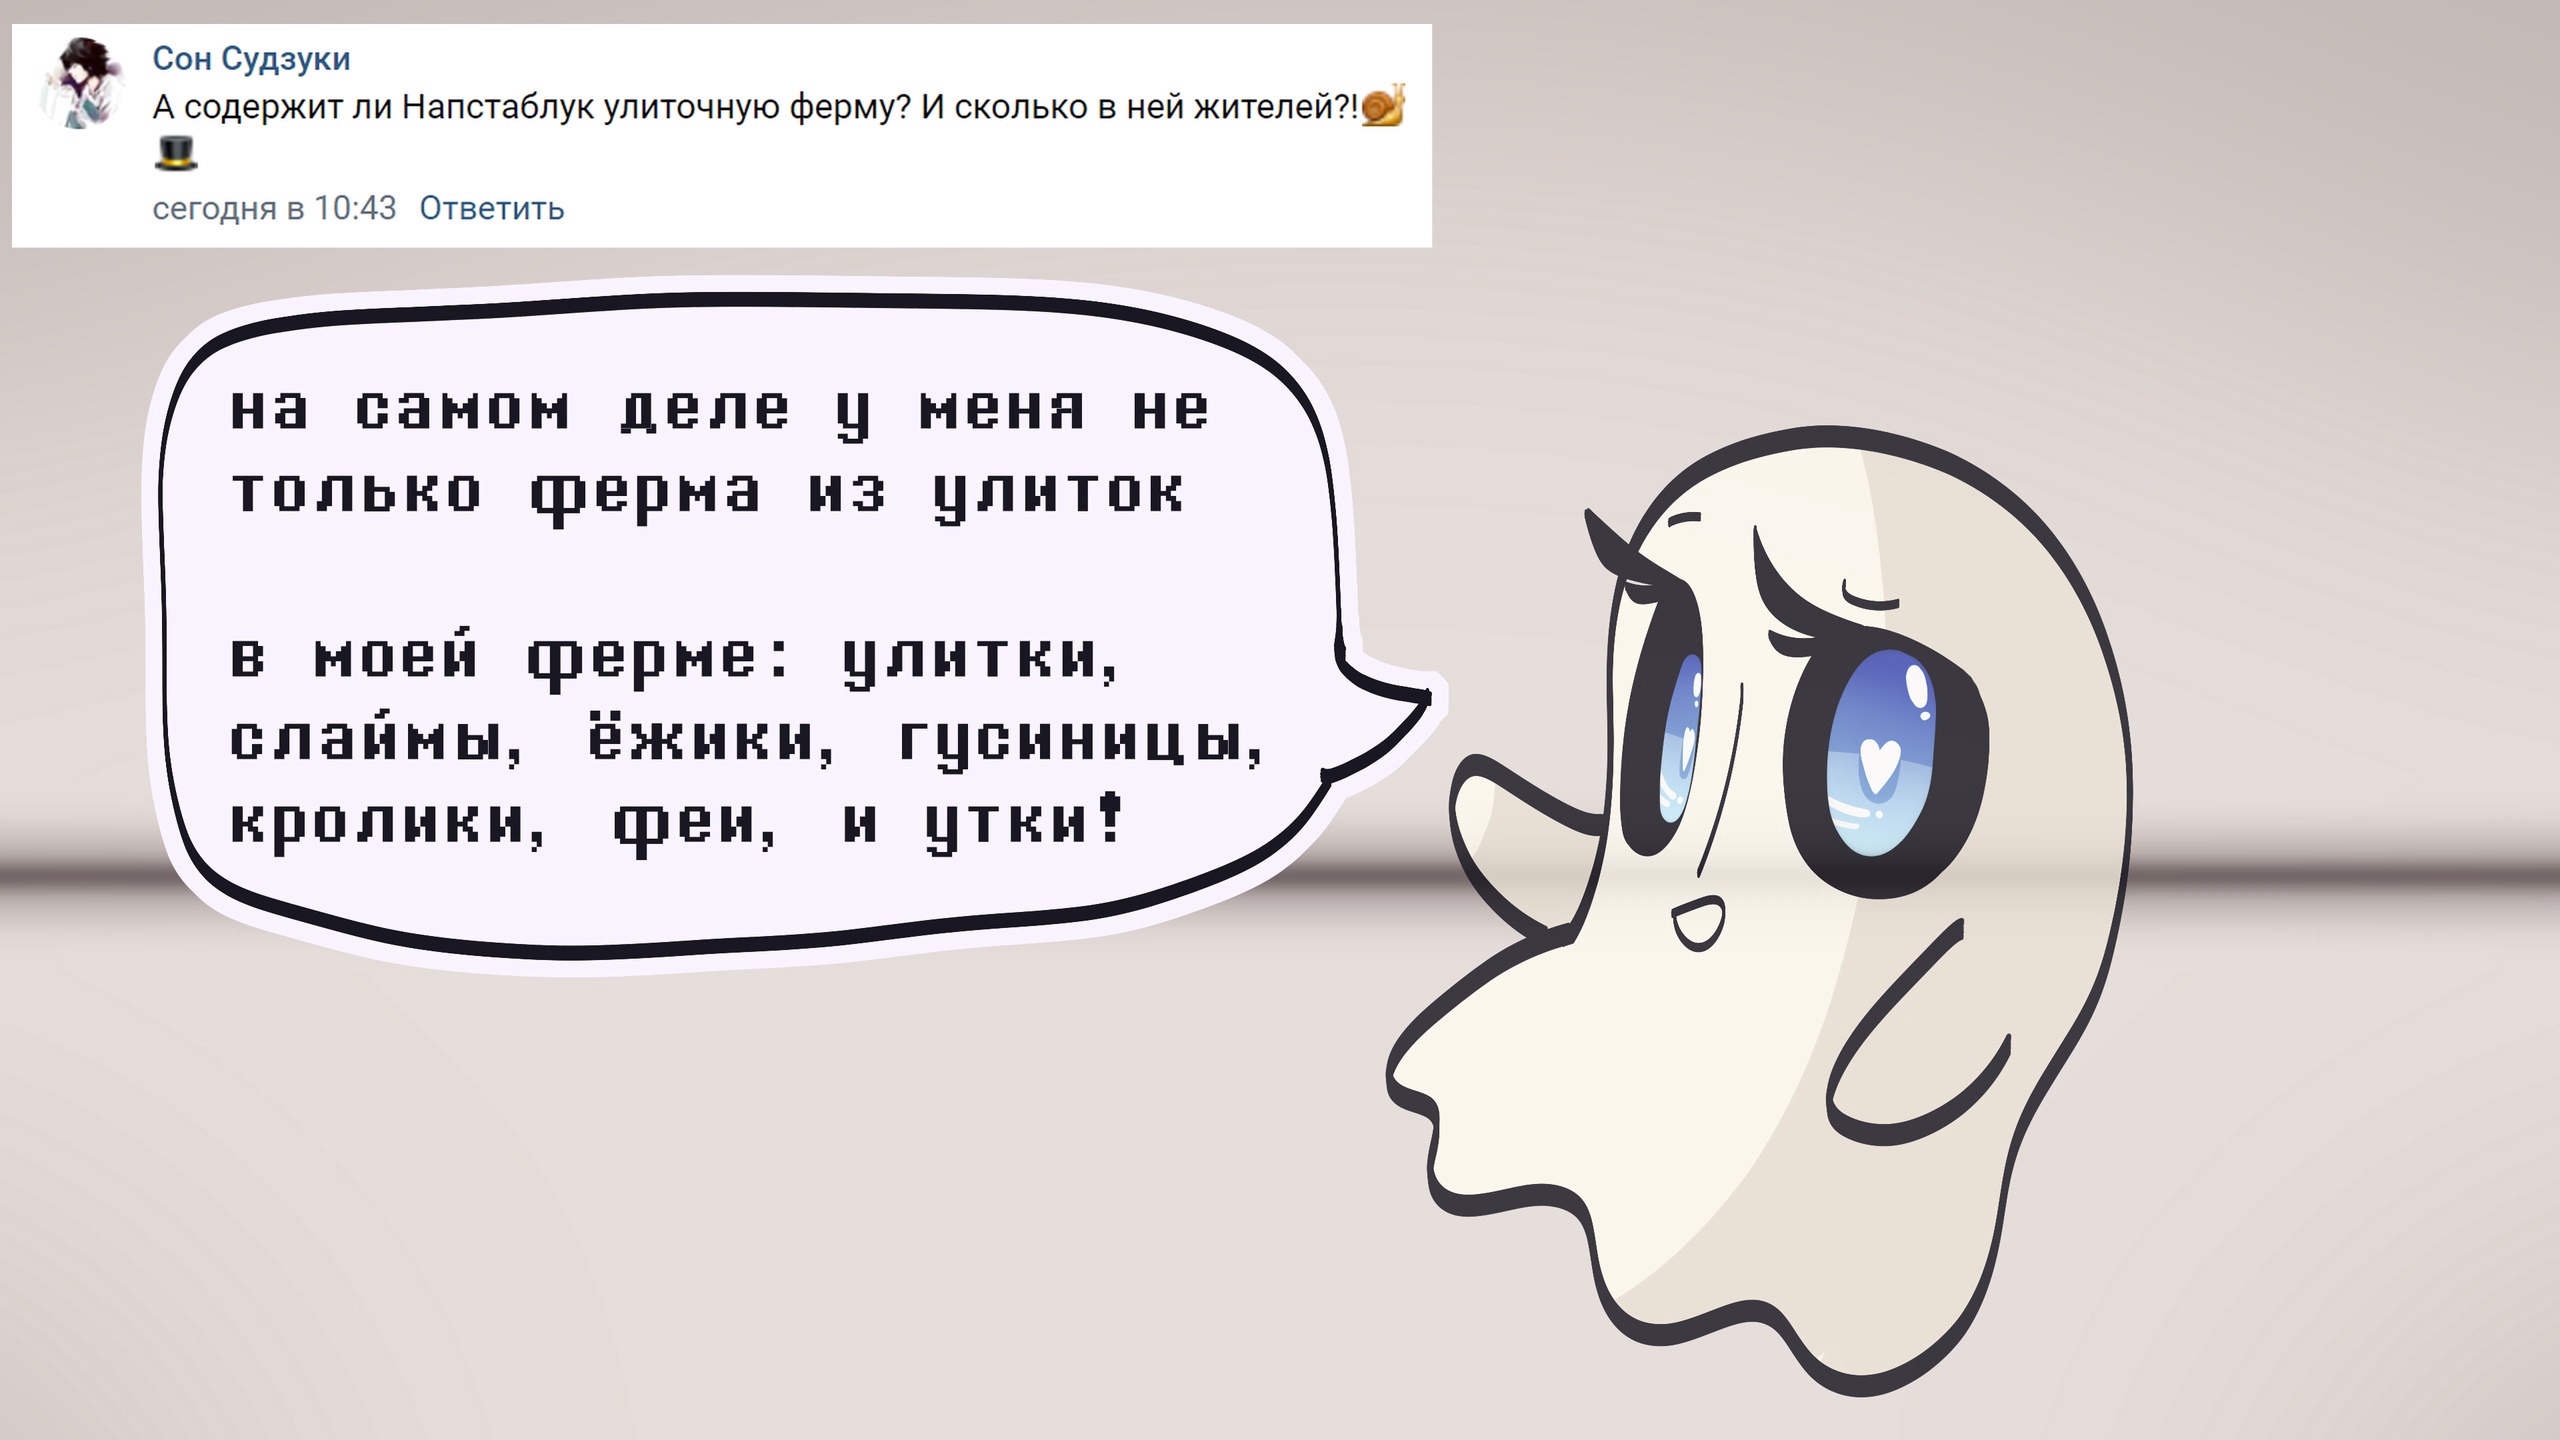 Сон Судзуки
А содержит ли Напстаблук улиточную ферму? И сколько в ней жителей?!🐌
🎩
сегодня в 10:43 Ответить
на самом деле у меня не
только ферма из улиток
в моей ферме: улитки,
слаймы, ёжики, гусиницы,
кролики, феи, и утки!